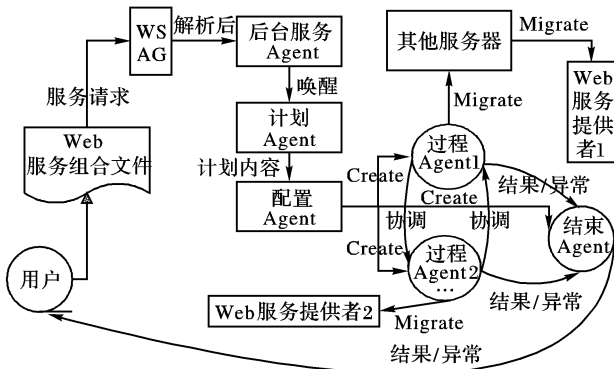 WS
AG
解析后
后台服务
Agent
其他服务器
Migrate
Web
服务
提供
者1
服务请求
唤醒
Migrate
Web
服务组合文件
计划
Agent
过程
Agent1
计划内容
Create
结果/异常
配置
Agent
Create
协调
协调
结束
Agent
Create
过程
Agent2
...
用户
结果/异常
Web服务提供者2
Migrate
结果/异常